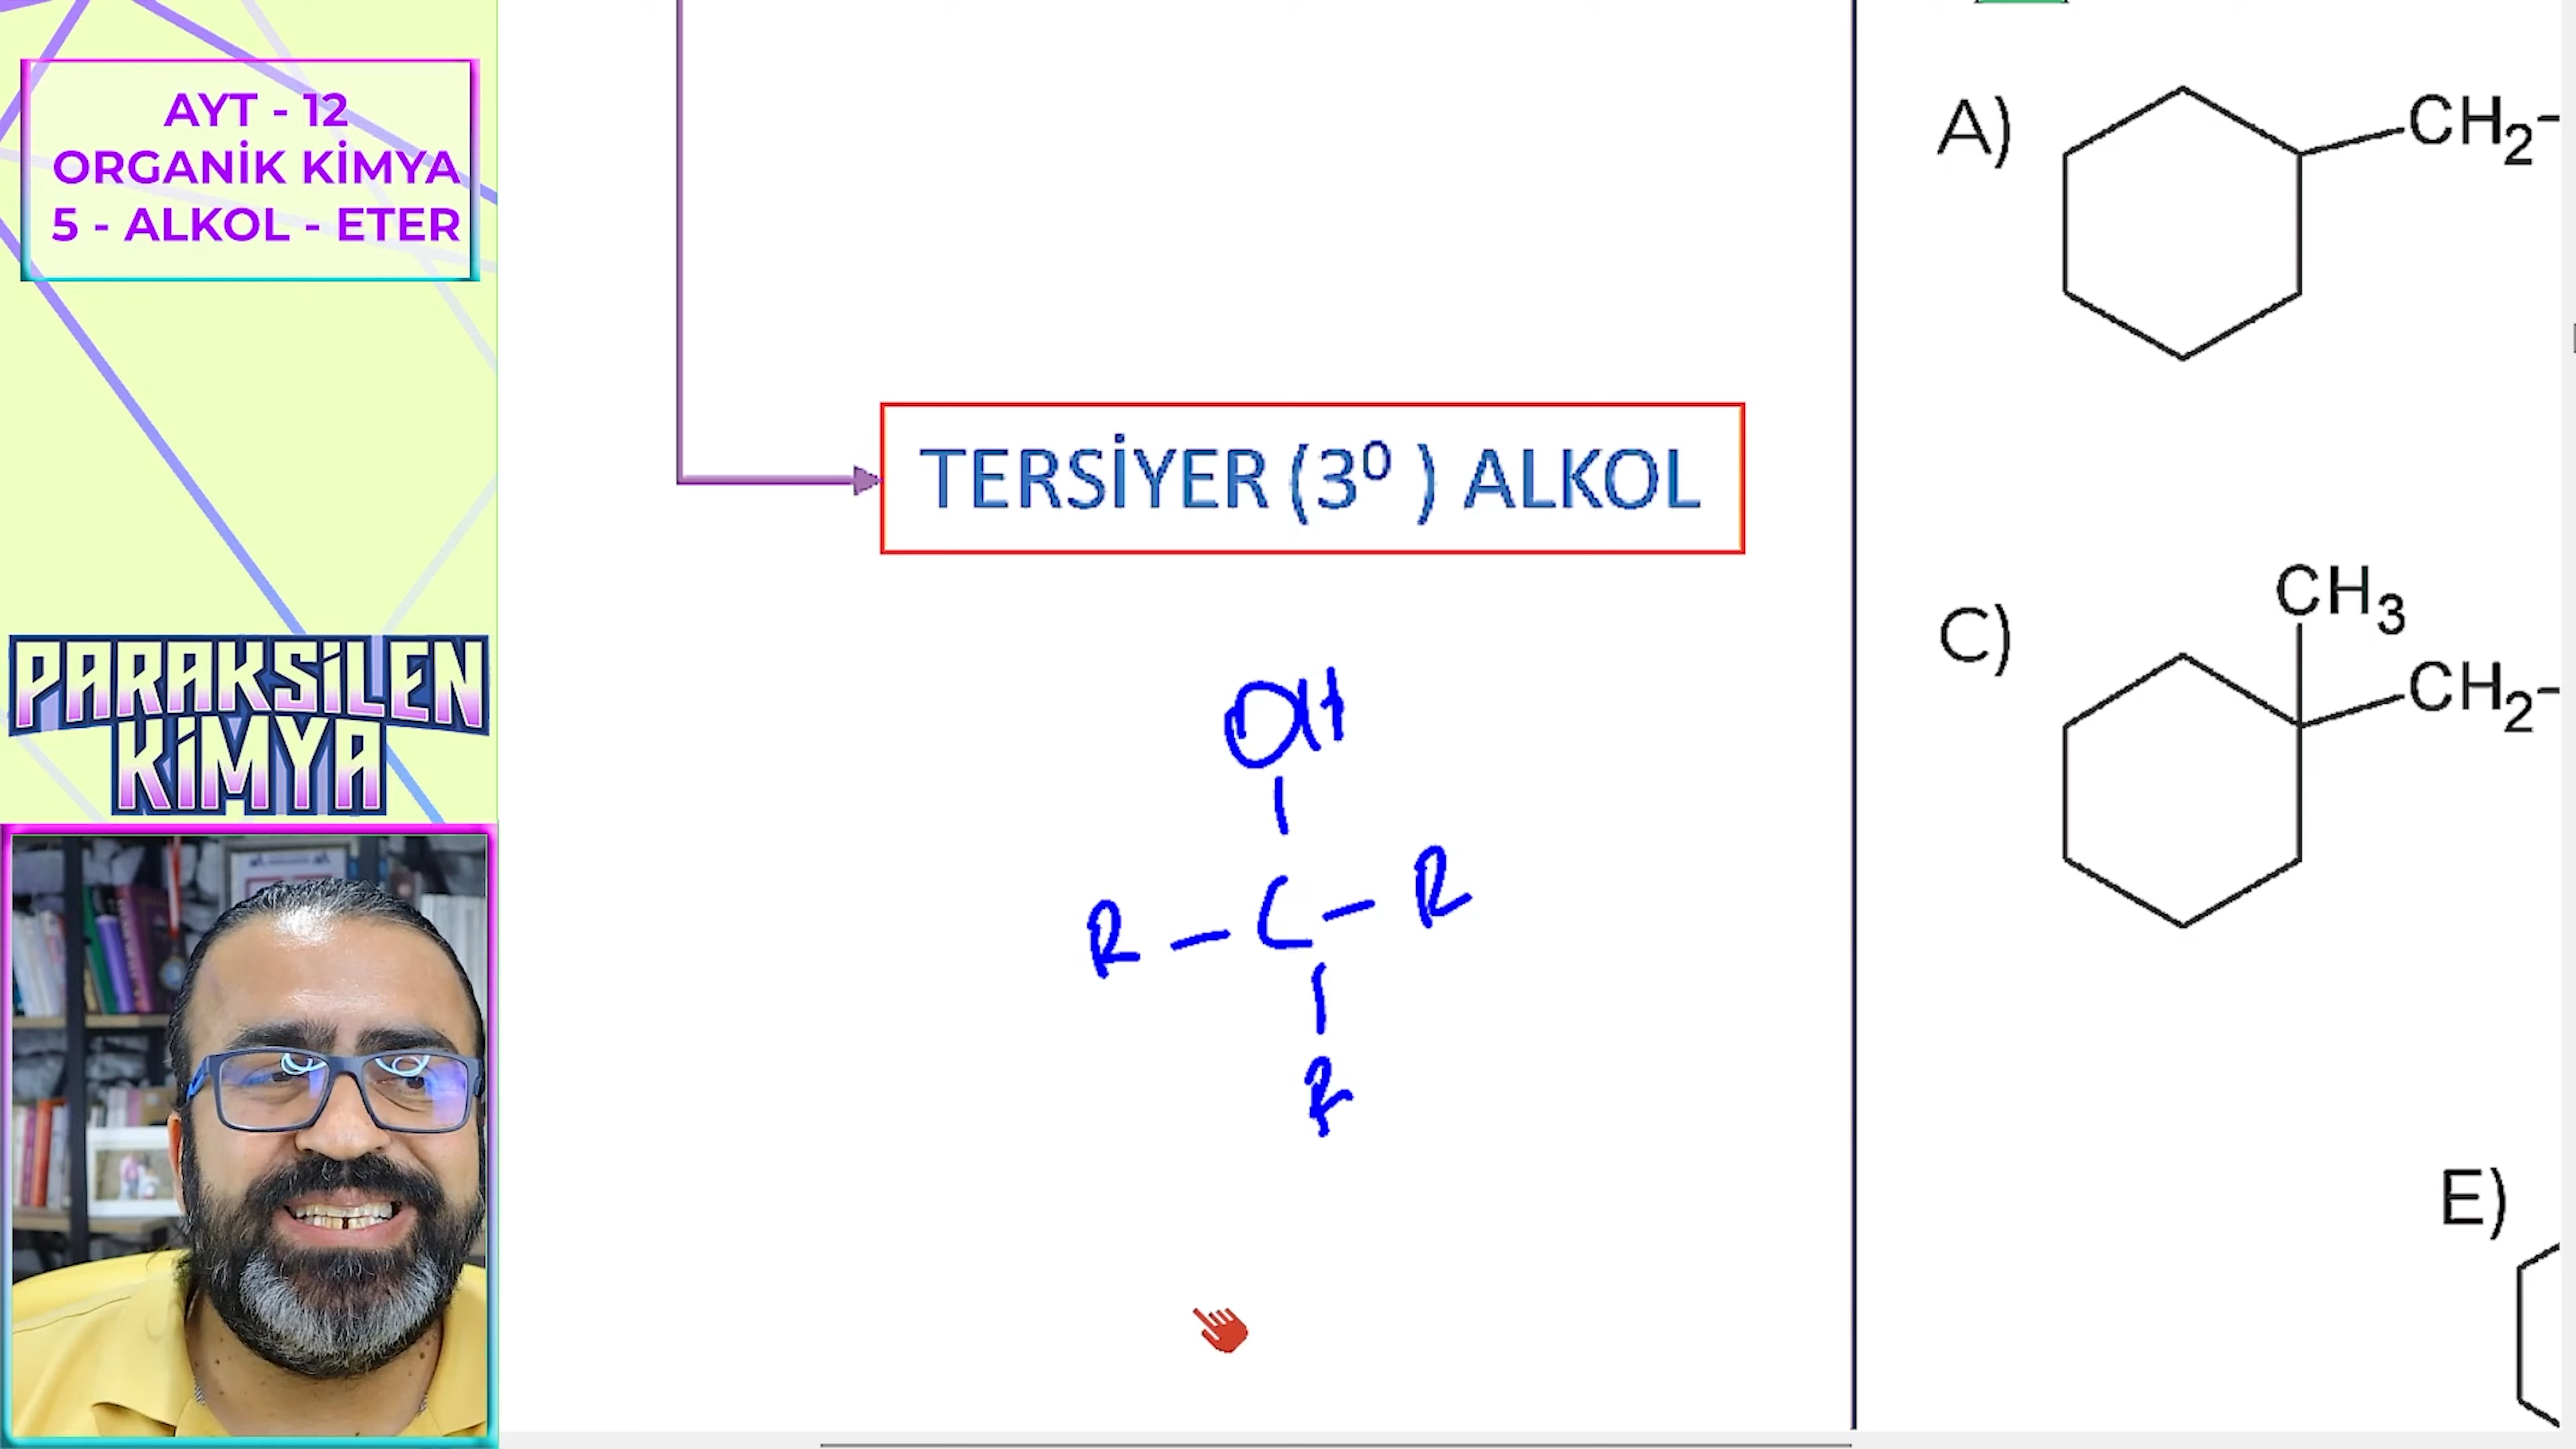 AYT - 12
ORGANİK KİMYA
5 - ALKOL - ETER
PARAKSİLEN
KİMYA
TERSİYER (3⁰ ) ALKOL
OH
R - C - R
R
A)
CH₂-
C)
CH₃
CH₂-
E)